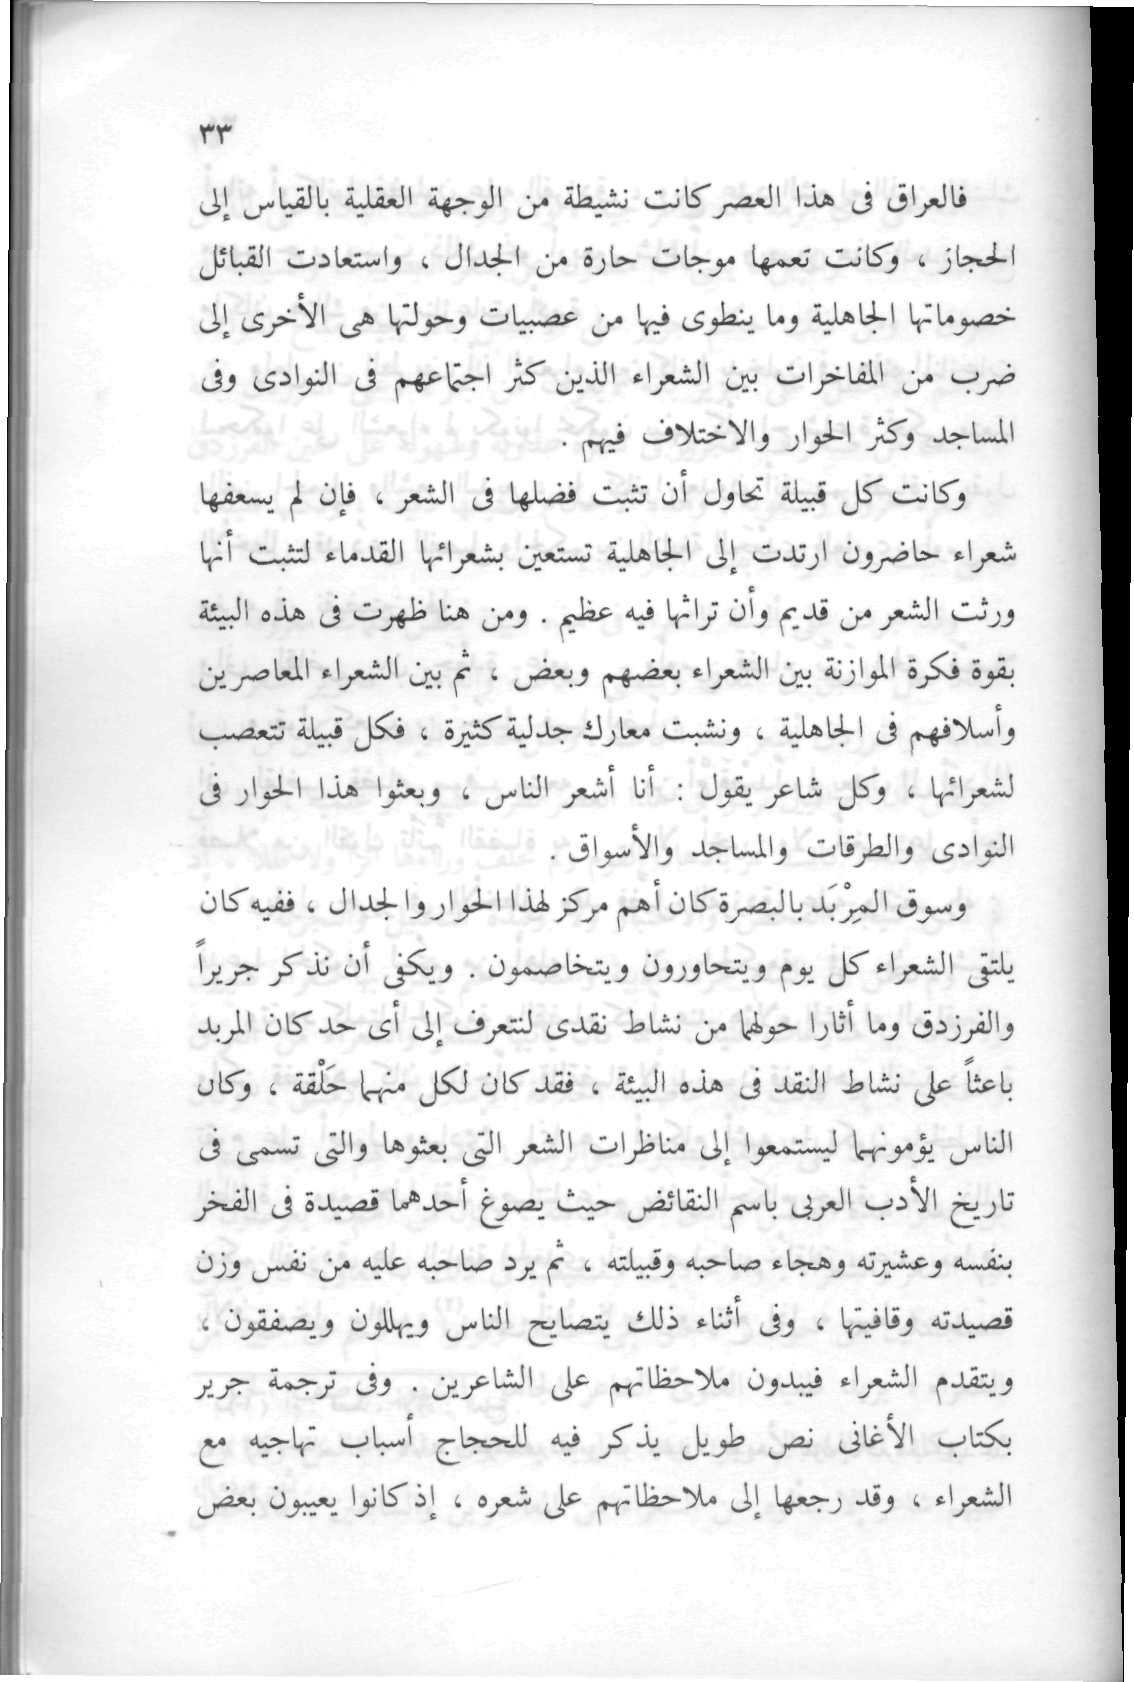 ٣٣
فالعراق فى هذا العصر كانت نشيطة من الوجهة العقلية بالقياس إلى
الحجاز ، وكانت تعمها موجات حارة من الجدال ، واستعادت القبائل
خصوماتها الجاهلية وما ينطوى فيها من عصبيات وحولتها هى الأخرى إلى
ضرب من المفاخرات بين الشعراء الذين كثر اجتماعهم فى النوادى وفى
المساجد وكثر الحوار والاختلاف فيهم .
وكانت كل قبيلة تحاول أن تثبت فضلها فى الشعر ، فإن لم يسعفها
شعراء حاضرون ارتدت إلى الجاهلية تستعين بشعرائها القدماء لتثبت أنها
ورثت الشعر من قديم وأن تراثها فيه عظيم . ومن هنا ظهرت فى هذه البيئة
بقوة فكرة الموازنة بين الشعراء بعضهم وبعض ، ثم بين الشعراء المعاصرين
وأسلافهم فى الجاهلية ، ونشبت معارك جدلية كثيرة ، فكل قبيلة تتعصب
لشعرائها ، وكل شاعر يقول : أنا أشعر الناس ، وبعثوا هذا الحوار فى
النوادى والطرقات والمساجد والأسواق .
وسوق المِرْبَد بالبصرة كان أهم مركز لهذا الحوار والجدال ، ففيه كان
يلتقى الشعراء كل يوم ويتحاورون ويتخاصمون . ويكفى أن نذكر جريراً
والفرزدق وما أثارا حولهما من نشاط نقدى لنتعرف إلى أى حد كان المربد
باعثاً على نشاط النقد فى هذه البيئة ، فقد كان لكل منهما حَلْقة ، وكان
الناس يؤمونهما ليستمعوا إلى مناظرات الشعر التى بعثوها والتى تسمى فى
تاريخ الأدب العربى باسم النقائض حيث يصوغ أحدهما قصيدة فى الفخر
بنفسه وعشيرته وهجاء صاحبه وقبيلته ، ثم يرد صاحبه عليه من نفس وزن
قصيدته وقافيتها ، وفى أثناء ذلك يتصايح الناس ويهللون ويصفقون ،
ويتقدم الشعراء فيبدون ملاحظاتهم على الشاعرين . وفى ترجمة جرير
بكتاب الأغانى نص طويل يذكر فيه للحجاج أسباب تهاجيه مع
الشعراء ، وقد رجعها إلى ملاحظاتهم على شعره ، إذ كانوا يعيبون بعض